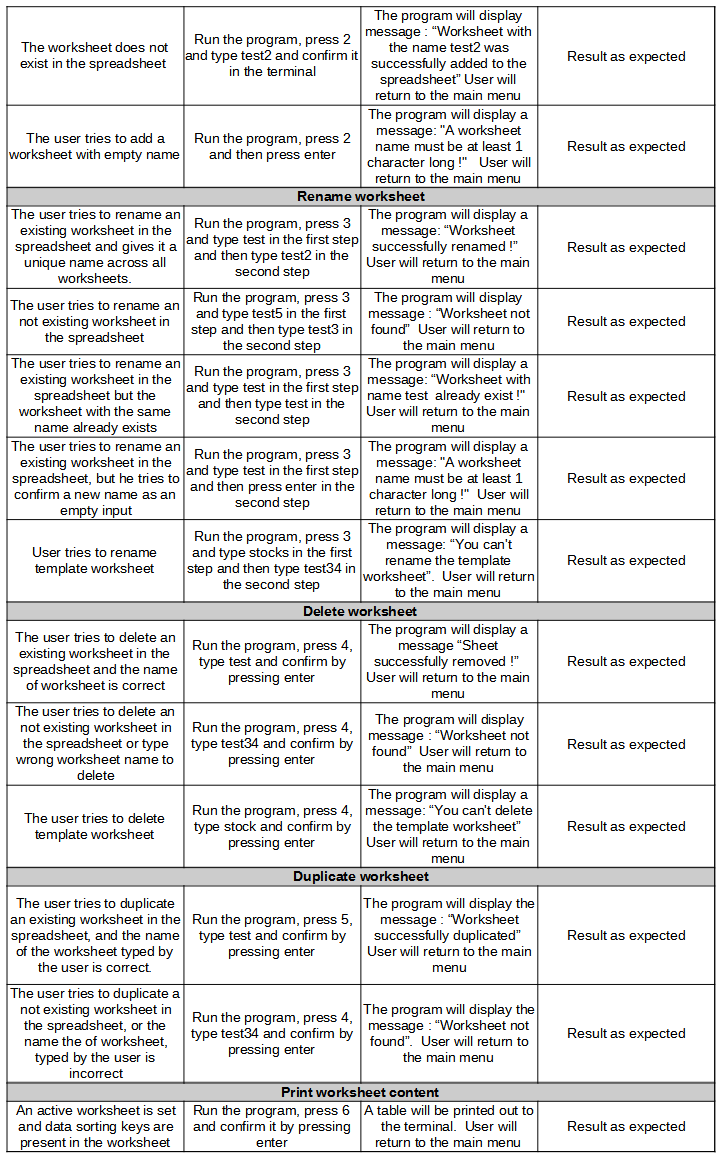 The worksheet does not
exist in the spreadsheet
Run the program, press 2
and type test2 and confirm it
in the terminal
The program will display
message : “Worksheet with
the name test2 was
successfully added to the
spreadsheet” User will
return to the main menu
Result as expected
The user tries to add a
worksheet with empty name
Run the program, press 2
and then press enter
The program will display a
message: "A worksheet
name must be at least 1
character long !"   User will
return to the main menu
Result as expected
Rename worksheet
The user tries to rename an
existing worksheet in the
spreadsheet and gives it a
unique name across all
worksheets.
Run the program, press 3
and type test in the first step
and then type test2 in the
second step
The program will display a
message: “Worksheet
successfully renamed !”
User will return to the main
menu
Result as expected
The user tries to rename an
not existing worksheet in
the spreadsheet
Run the program, press 3
and type test5 in the first
step and then type test3 in
the second step
The program will display
message : “Worksheet not
found”  User will return to
the main menu
Result as expected
The user tries to rename an
existing worksheet in the
spreadsheet but the
worksheet with the same
name already exists
Run the program, press 3
and type test in the first step
and then type test in the
second step
The program will display a
message: “Worksheet with
name test  already exist !"
User will return to the main
menu
Result as expected
The user tries to rename an
existing worksheet in the
spreadsheet, but he tries to
confirm a new name as an
empty input
Run the program, press 3
and type test in the first step
and then press enter in the
second step
The program will display a
message: "A worksheet
name must be at least 1
character long !"  User will
return to the main menu
Result as expected
User tries to rename
template worksheet
Run the program, press 3
and type stocks in the first
step and then type test34 in
the second step
The program will display a
message: “You can't
rename the template
worksheet”.  User will return
to the main menu
Result as expected
Delete worksheet
The user tries to delete an
existing worksheet in the
spreadsheet and the name
of worksheet is correct
Run the program, press 4,
type test and confirm by
pressing enter
The program will display a
message “Sheet
successfully removed !”
User will return to the main
menu
Result as expected
The user tries to delete an
not existing worksheet in
the spreadsheet or type
wrong worksheet name to
delete
Run the program, press 4,
type test34 and confirm by
pressing enter
The program will display
message : “Worksheet not
found”  User will return to
the main menu
Result as expected
The user tries to delete
template worksheet
Run the program, press 4,
type stock and confirm by
pressing enter
The program will display a
message: “You can't delete
the template worksheet”
User will return to the main
menu
Result as expected
Duplicate worksheet
The user tries to duplicate
an existing worksheet in the
spreadsheet, and the name
of the worksheet typed by
the user is correct.
Run the program, press 5,
type test and confirm by
pressing enter
The program will display the
message : “Worksheet
successfully duplicated”
User will return to the main
menu
Result as expected
The user tries to duplicate a
not existing worksheet in
the spreadsheet, or the
name the of worksheet,
typed by the user is
incorrect
Run the program, press 4,
type test34 and confirm by
pressing enter
The program will display the
message : “Worksheet not
found”.  User will return to
the main menu
Result as expected
Print worksheet content
An active worksheet is set
and data sorting keys are
present in the worksheet
Run the program, press 6
and confirm it by pressing
enter
A table will be printed out to
the terminal.  User will
return to the main menu
Result as expected